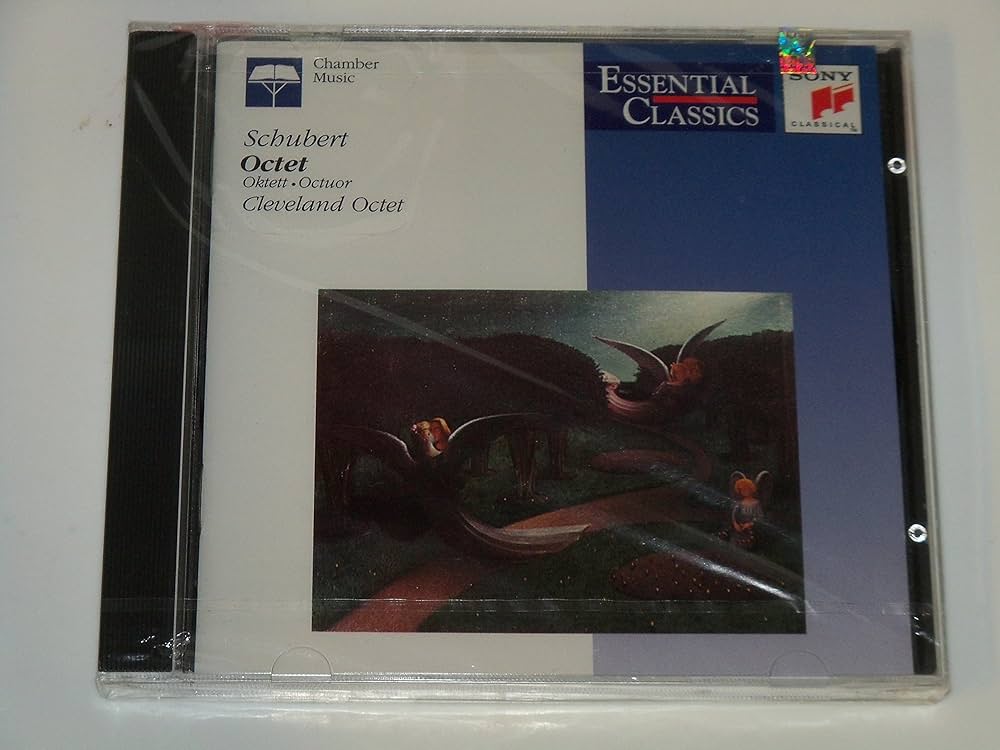 Chamber
Music
Schubert
Octet
Oktett • Octuor
Cleveland Octet
ESSENTIAL
CLASSICS
SONY
CLASSICAL